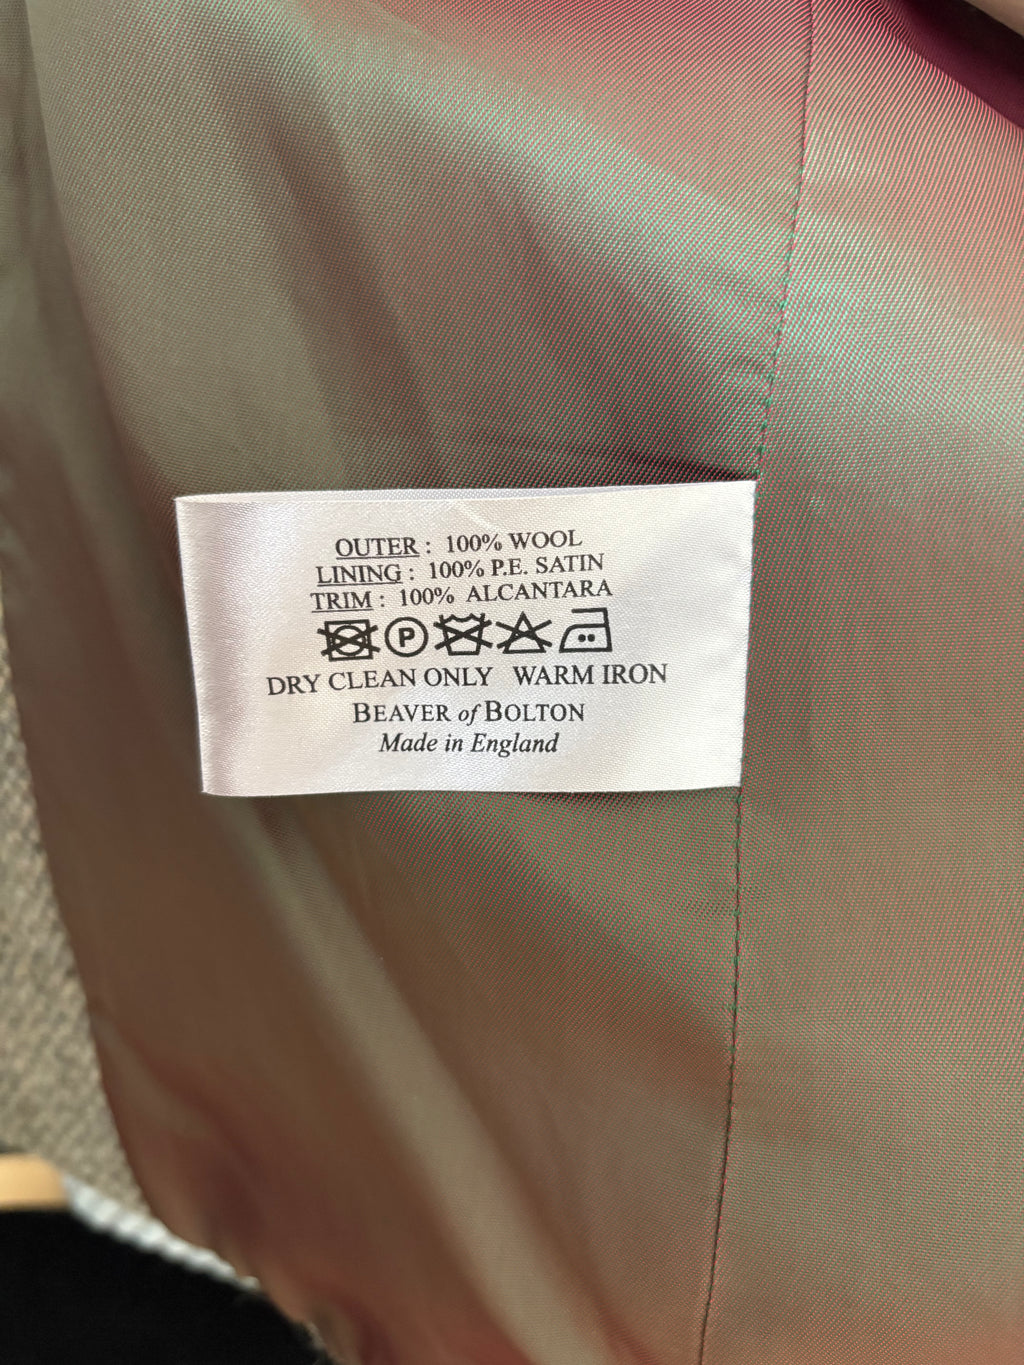 OUTER : 100% WOOL
LINING : 100% P.E. SATIN
TRIM : 100% ALCANTARA
P
DRY CLEAN ONLY WARM IRON
BEAVER of BOLTON
Made in England